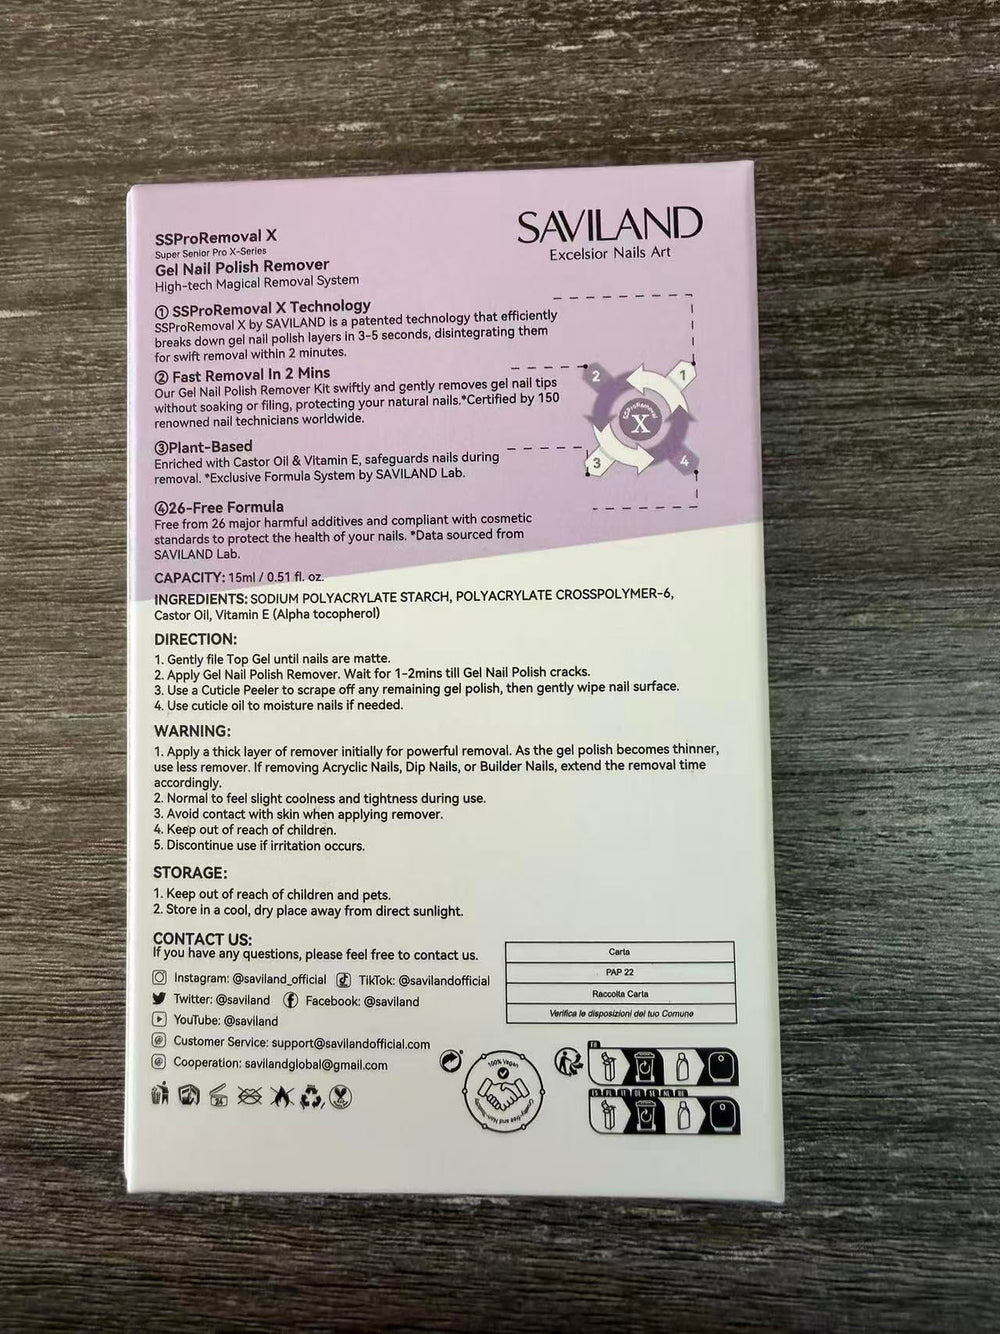 SAVILAND
Excelsior Nails Art
SSProRemoval X
Super Senior Pro X-Series
Gel Nail Polish Remover
High-tech Magical Removal System
① SSProRemoval X Technology
SSProRemoval X by SAVILAND is a patented technology that efficiently
breaks down gel nail polish layers in 3-5 seconds, disintegrating them
for swift removal within 2 minutes.
② Fast Removal In 2 Mins
Our Gel Nail Polish Remover Kit swiftly and gently removes gel nail tips
without soaking or filing, protecting your natural nails.*Certified by 150
renowned nail technicians worldwide.
③Plant-Based
Enriched with Castor Oil & Vitamin E, safeguards nails during
removal. *Exclusive Formula System by SAVILAND Lab.
④26-Free Formula
Free from 26 major harmful additives and compliant with cosmetic
standards to protect the health of your nails. *Data sourced from
SAVILAND Lab.
2
1
SSProRemoval
X
3
4
CAPACITY: 15ml / 0.51 fl. oz.
INGREDIENTS: SODIUM POLYACRYLATE STARCH, POLYACRYLATE CROSSPOLYMER-6,
Castor Oil, Vitamin E (Alpha tocopherol)
DIRECTION:
1. Gently file Top Gel until nails are matte.
2. Apply Gel Nail Polish Remover. Wait for 1-2mins till Gel Nail Polish cracks.
3. Use a Cuticle Peeler to scrape off any remaining gel polish, then gently wipe nail surface.
4. Use cuticle oil to moisture nails if needed.
WARNING:
1. Apply a thick layer of remover initially for powerful removal. As the gel polish becomes thinner,
use less remover. If removing Acryclic Nails, Dip Nails, or Builder Nails, extend the removal time
accordingly.
2. Normal to feel slight coolness and tightness during use.
3. Avoid contact with skin when applying remover.
4. Keep out of reach of children.
5. Discontinue use if irritation occurs.
STORAGE:
1. Keep out of reach of children and pets.
2. Store in a cool, dry place away from direct sunlight.
CONTACT US:
If you have any questions, please feel free to contact us.
Instagram: @saviland_official TikTok: @savilandofficial
Twitter: @saviland Facebook: @saviland
YouTube: @saviland
Customer Service: support@savilandofficial.com
Cooperation: savilandglobal@gmail.com
Carta
PAP 22
Raccolta Carta
Verifica le disposizioni del tuo Comune
100% Vegan
Cruelty-free and Non-Toxic
FR